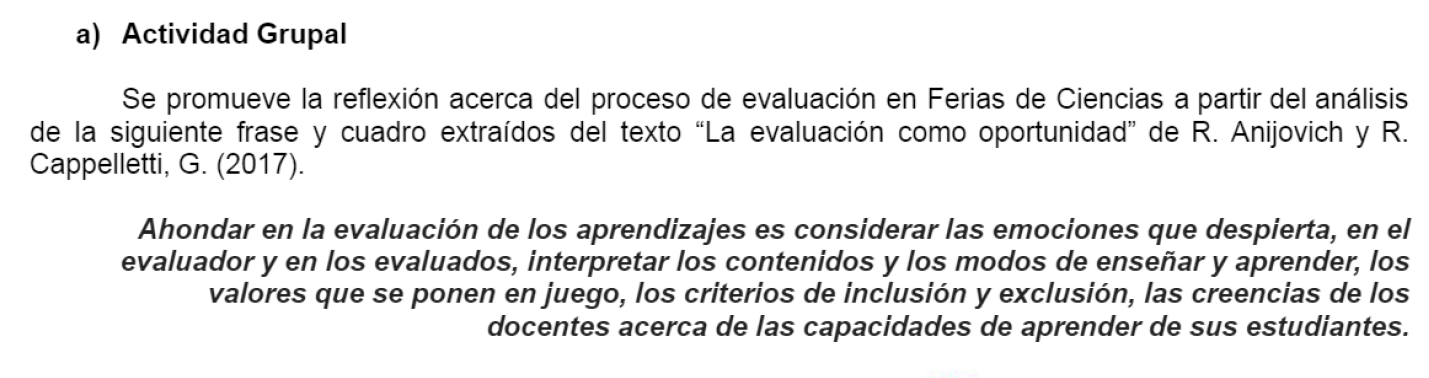 a) Actividad Grupal
Se promueve la reflexión acerca del proceso de evaluación en Ferias de Ciencias a partir del análisis
de la siguiente frase y cuadro extraídos del texto “La evaluación como oportunidad” de R. Anijovich y R.
Cappelletti, G. (2017).
Ahondar en la evaluación de los aprendizajes es considerar las emociones que despierta, en el
evaluador y en los evaluados, interpretar los contenidos y los modos de enseñar y aprender, los
valores que se ponen en juego, los criterios de inclusión y exclusión, las creencias de los
docentes acerca de las capacidades de aprender de sus estudiantes.